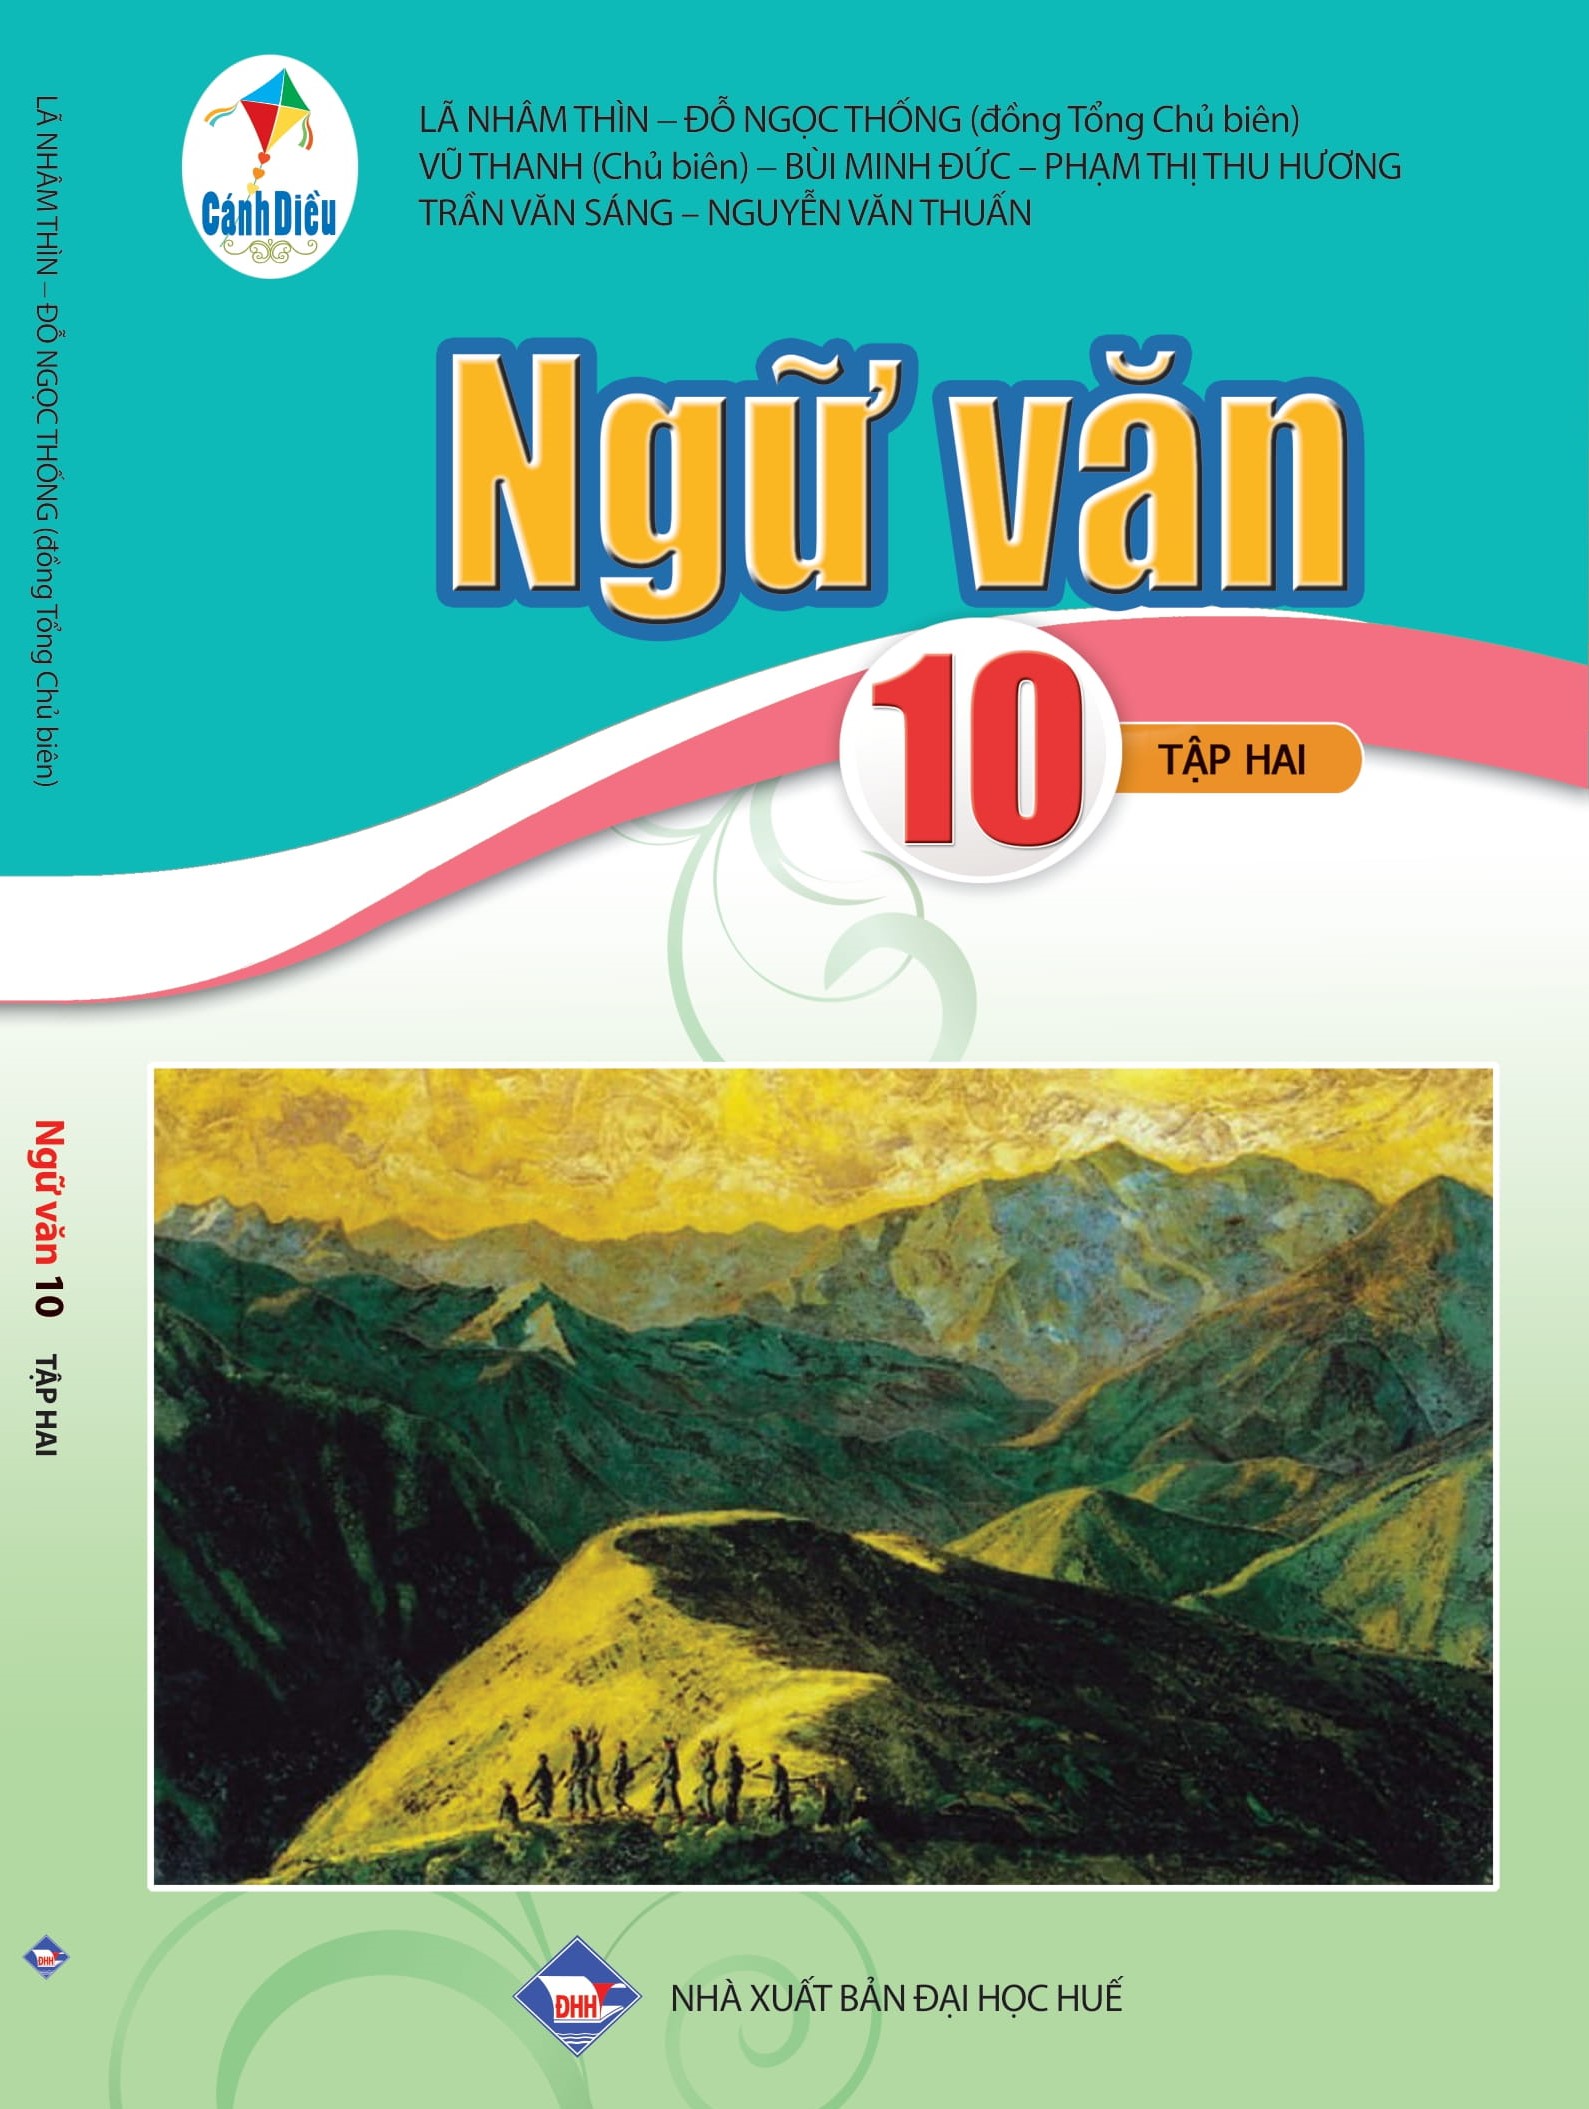 LÃ NHÂM THÌN – ĐỖ NGỌC THỐNG (đồng Tổng Chủ biên)
VŨ THANH (Chủ biên) – BÙI MINH ĐỨC – PHẠM THỊ THU HƯƠNG
TRẦN VĂN SÁNG – NGUYỄN VĂN THUẤN
Cánh Diều
Ngữ văn
10
TẬP HAI
ĐHH
NHÀ XUẤT BẢN ĐẠI HỌC HUẾ
LÃ NHÂM THÌN – ĐỖ NGỌC THỐNG (đồng Tổng Chủ biên)
Ngữ văn 10 TẬP HAI
ĐHH